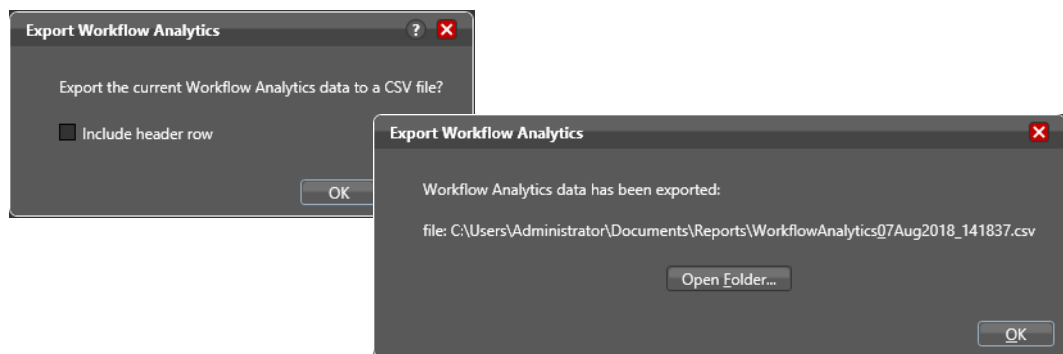 Export Workflow Analytics
?
Export the current Workflow Analytics data to a CSV file?
Include header row
OK
Export Workflow Analytics
Workflow Analytics data has been exported:
file: C:\Users\Administrator\Documents\Reports\WorkflowAnalytics07Aug2018_141837.csv
Open Folder...
OK